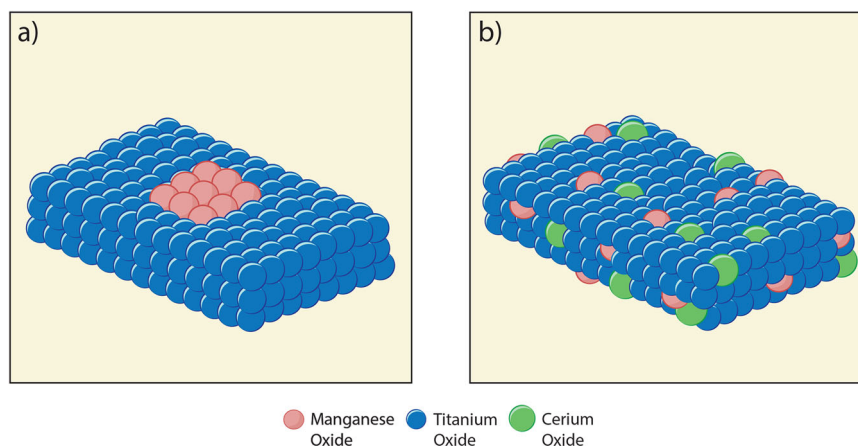 a)
b)
Manganese Oxide
Titanium Oxide
Cerium Oxide